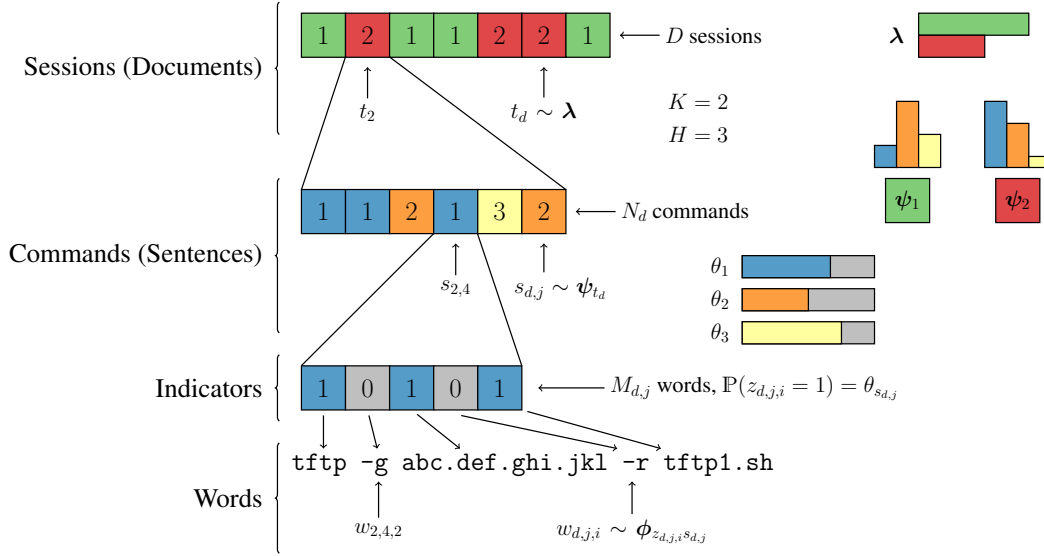 Sessions (Documents)
1 2 1 1 2 2 1
D sessions
λ
t_2
t_d ∼ λ
K = 2
H = 3
ψ_1
ψ_2
1 1 2 1 3 2
N_d commands
Commands (Sentences)
s_{2,4}
s_{d,j} ∼ ψ_{t_d}
θ_1
θ_2
θ_3
Indicators
1 0 1 0 1
M_{d,j} words, ℙ(z_{d,j,i} = 1) = θ_{s_{d,j}}
tftp -g abc.def.ghi.jkl -r tftp1.sh
Words
w_{2,4,2}
w_{d,j,i} ∼ ϕ_{z_{d,j,i}s_{d,j}}